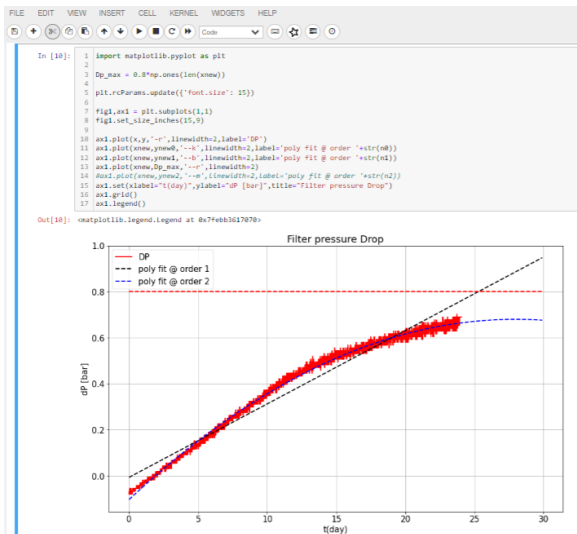 FILE EDIT VIEW INSERT CELL KERNEL WIDGETS HELP
Code
In [10]:
1 import matplotlib.pyplot as plt
2
3 Dp_max = 0.8*np.ones(len(xnew))
4
5 plt.rcParams.update({'font.size': 15})
6
7 fig1,ax1 = plt.subplots(1,1)
8 fig1.set_size_inches(15,9)
9
10 ax1.plot(x,y,'-r',linewidth=2,label='DP')
11 ax1.plot(xnew,ynew0,'--k',linewidth=2,label='poly fit @ order '+str(n0))
12 ax1.plot(xnew,ynew1,'--b',linewidth=2,label='poly fit @ order '+str(n1))
13 ax1.plot(xnew,Dp_max,'--r',linewidth=2)
14 #ax1.plot(xnew,ynew2,'--m',linewidth=2,label='poly fit @ order '+str(n2))
15 ax1.set(xlabel="t(day)",ylabel="dP [bar]",title="Filter pressure Drop")
16 ax1.grid()
17 ax1.legend()
Out[10]: <matplotlib.legend.Legend at 0x7febb3617070>
Filter pressure Drop
DP
poly fit @ order 1
poly fit @ order 2
1.0
0.8
0.6
0.4
0.2
0.0
dP [bar]
0 5 10 15 20 25 30
t(day)